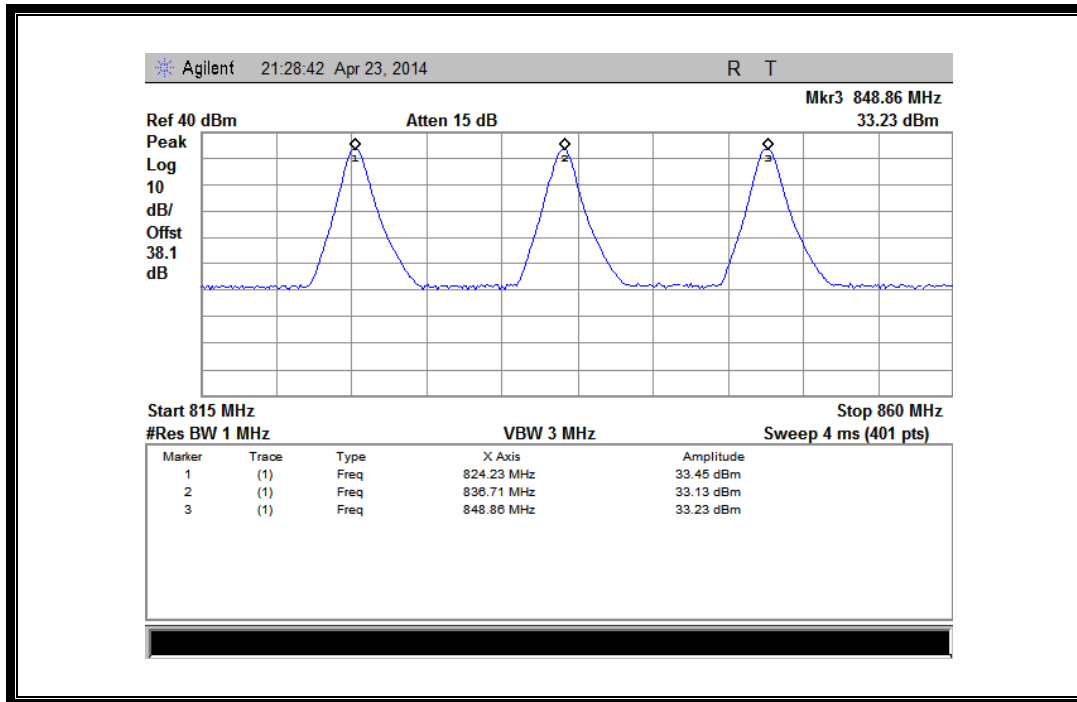 Agilent 21:28:42 Apr 23, 2014 R T
Mkr3 848.86 MHz
Ref 40 dBm Atten 15 dB 33.23 dBm
Peak
Log
10
dB/
Offst
38.1
dB
1 2 3
Start 815 MHz Stop 860 MHz
#Res BW 1 MHz VBW 3 MHz Sweep 4 ms (401 pts)
Marker Trace Type X Axis Amplitude
1 (1) Freq 824.23 MHz 33.45 dBm
2 (1) Freq 836.71 MHz 33.13 dBm
3 (1) Freq 848.86 MHz 33.23 dBm